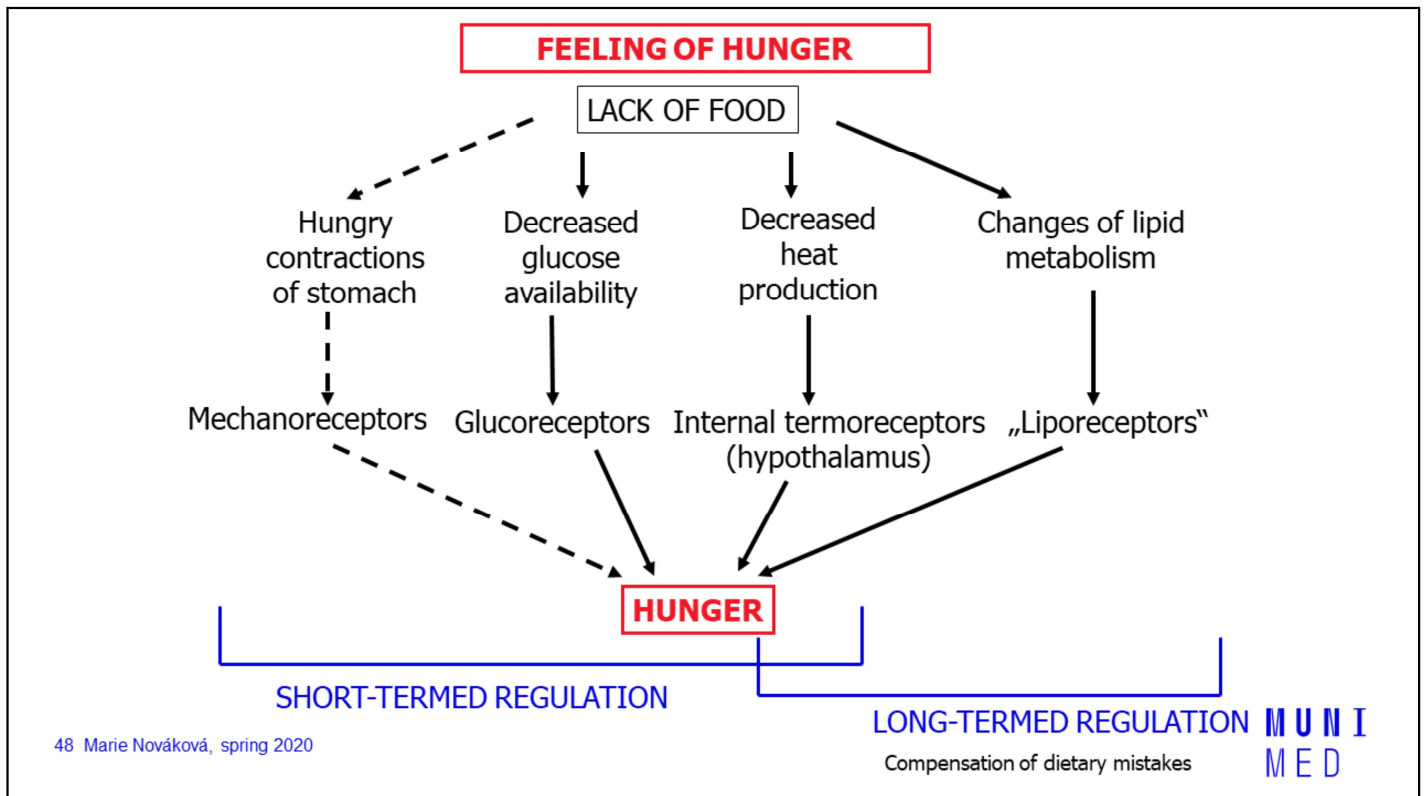 FEELING OF HUNGER
LACK OF FOOD
Hungry
contractions
of stomach
Decreased
glucose
availability
Decreased
heat
production
Changes of lipid
metabolism
Mechanoreceptors
Glucoreceptors
Internal termoreceptors
(hypothalamus)
„Liporeceptors“
HUNGER
SHORT-TERMED REGULATION
LONG-TERMED REGULATION
Compensation of dietary mistakes
48 Marie Nováková, spring 2020
MUNI
MED